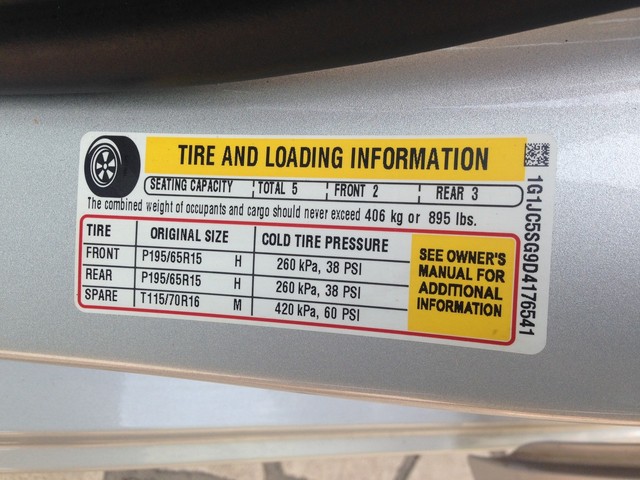 TIRE AND LOADING INFORMATION
SEATING CAPACITY TOTAL 5 FRONT 2 REAR 3
The combined weight of occupants and cargo should never exceed 406 kg or 895 lbs.
TIRE ORIGINAL SIZE COLD TIRE PRESSURE
FRONT P195/65R15 H 260 kPa, 38 PSI
REAR P195/65R15 H 260 kPa, 38 PSI
SPARE T115/70R16 M 420 kPa, 60 PSI
SEE OWNER'S
MANUAL FOR
ADDITIONAL
INFORMATION
1G1JC5SG9D4176541